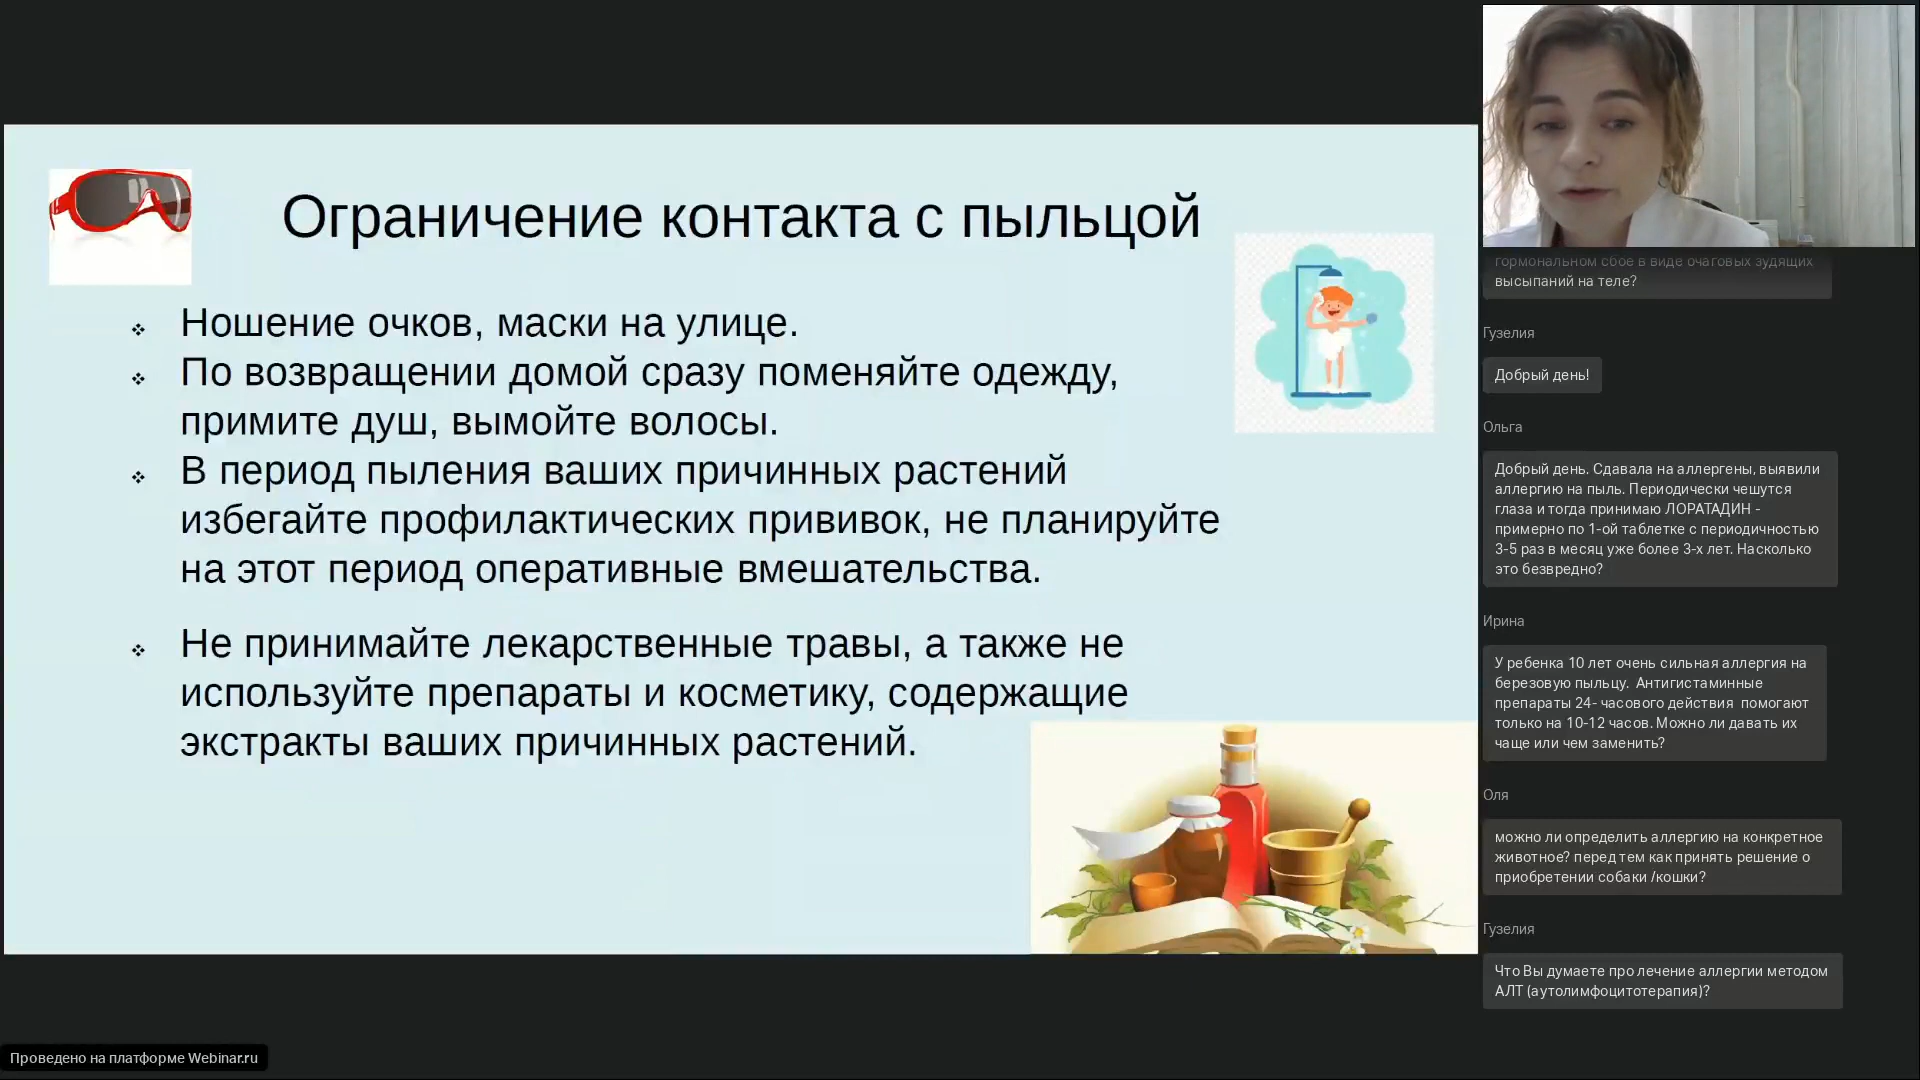 Ограничение контакта с пыльцой
Ношение очков, маски на улице.
По возвращении домой сразу поменяйте одежду,
примите душ, вымойте волосы.
В период пыления ваших причинных растений
избегайте профилактических прививок, не планируйте
на этот период оперативные вмешательства.
Не принимайте лекарственные травы, а также не
используйте препараты и косметику, содержащие
экстракты ваших причинных растений.
гормональном сбое в виде очаговых зудящих
высыпаний на теле?
Гузелия
Добрый день!
Ольга
Добрый день. Сдавала на аллергены, выявили
аллергию на пыль. Периодически чешутся
глаза и тогда принимаю ЛОРАТАДИН -
примерно по 1-ой таблетке с периодичностью
3-5 раз в месяц уже более 3-х лет. Насколько
это безвредно?
Ирина
У ребенка 10 лет очень сильная аллергия на
березовую пыльцу. Антигистаминные
препараты 24- часового действия помогают
только на 10-12 часов. Можно ли давать их
чаще или чем заменить?
Оля
можно ли определить аллергию на конкретное
животное? перед тем как принять решение о
приобретении собаки /кошки?
Гузелия
Что Вы думаете про лечение аллергии методом
АЛТ (аутолимфоцитотерапия)?
Проведено на платформе Webinar.ru